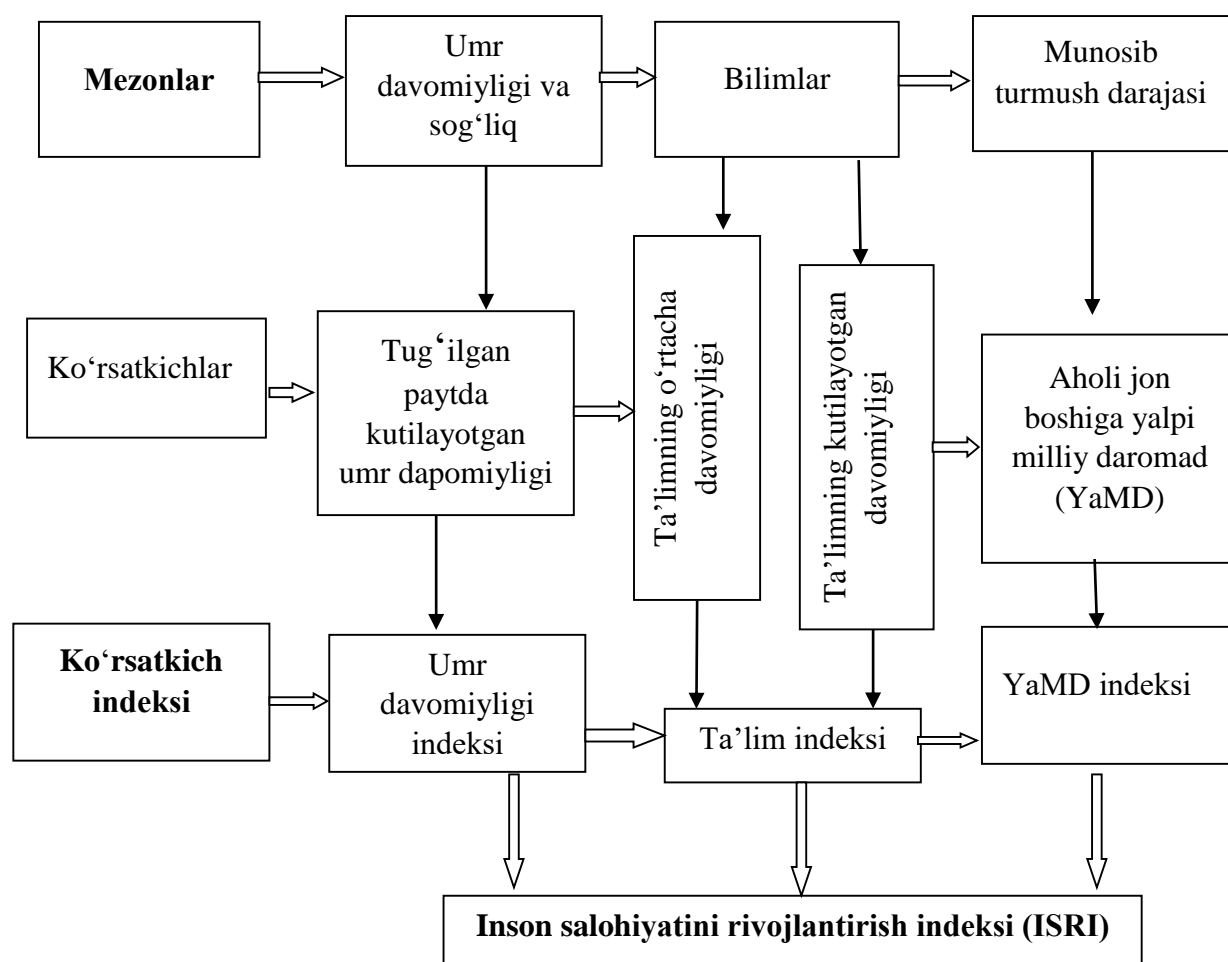 Mezonlar
Umr
davomiyligi va
sog‘liq
Bilimlar
Munosib
turmush darajasi
Ko‘rsatkichlar
Tug‘ilgan
paytda
kutilayotgan
umr dapomiyligi
Ta’limning o‘rtacha
davomiyligi
Ta’limning kutilayotgan
davomiyligi
Aholi jon
boshiga yalpi
milliy daromad
(YaMD)
Ko‘rsatkich
indeksi
Umr
davomiyligi
indeksi
Ta’lim indeksi
YaMD indeksi
Inson salohiyatini rivojlantirish indeksi (ISRI)